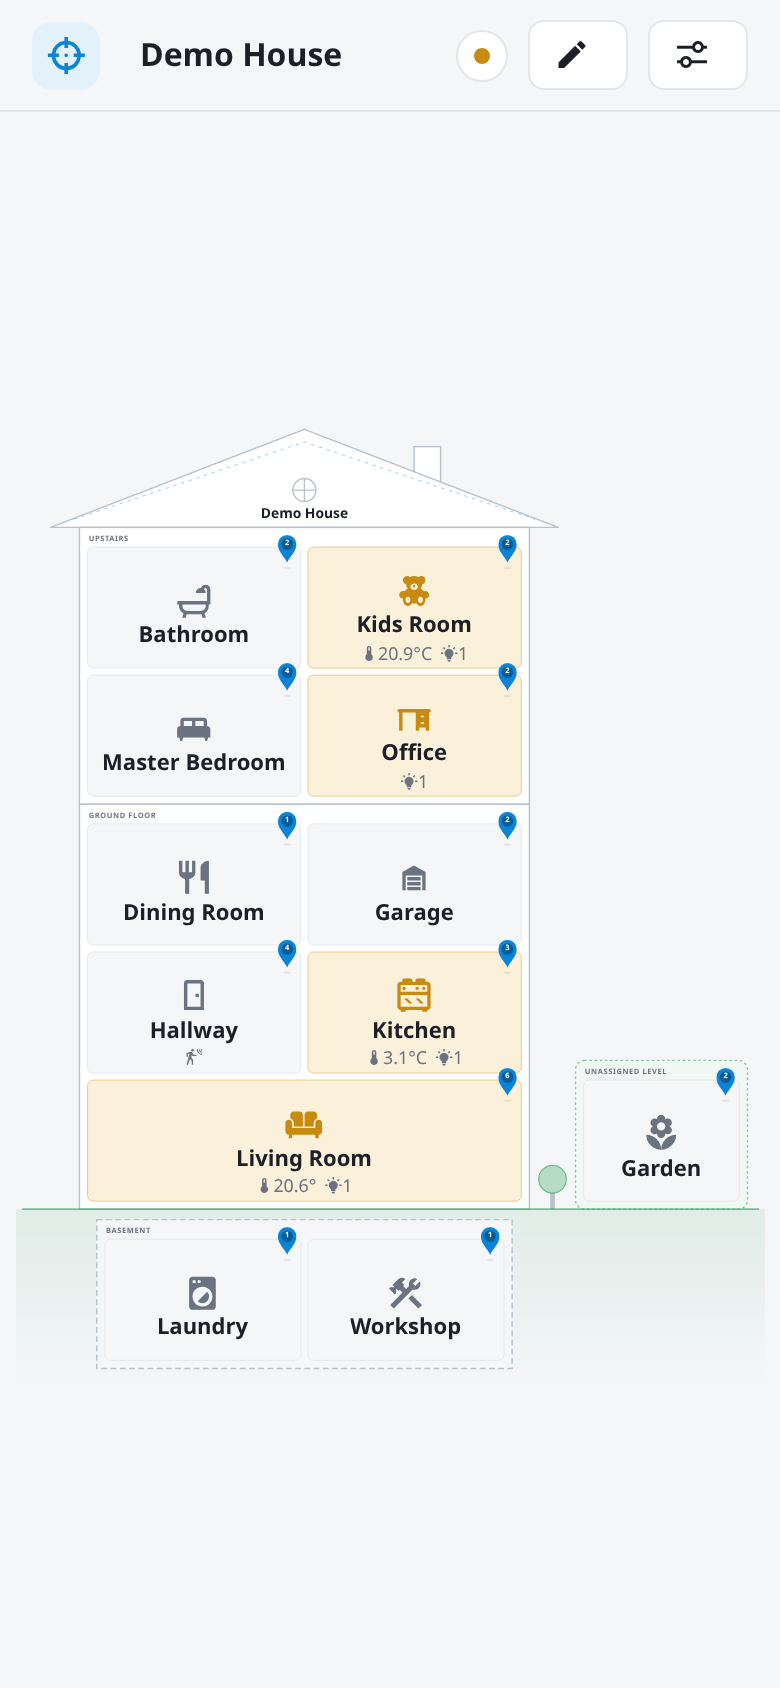 Demo House
Demo House
UPSTAIRS
2
2
Bathroom
Kids Room
20.9°C 1
4
2
Master Bedroom
Office
1
GROUND FLOOR
1
2
Dining Room
Garage
4
3
Hallway
Kitchen
3.1°C 1
6
Living Room
20.6° 1
UNASSIGNED LEVEL
2
Garden
BASEMENT
1
1
Laundry
Workshop